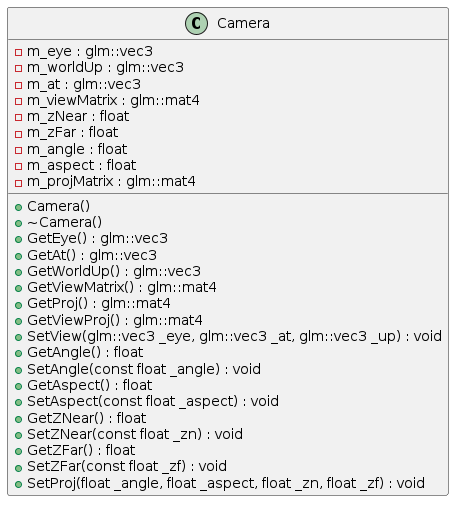 C Camera
m_eye : glm::vec3
m_worldUp : glm::vec3
m_at : glm::vec3
m_viewMatrix : glm::mat4
m_zNear : float
m_zFar : float
m_angle : float
m_aspect : float
m_projMatrix : glm::mat4
Camera()
~Camera()
GetEye() : glm::vec3
GetAt() : glm::vec3
GetWorldUp() : glm::vec3
GetViewMatrix() : glm::mat4
GetProj() : glm::mat4
GetViewProj() : glm::mat4
SetView(glm::vec3 _eye, glm::vec3 _at, glm::vec3 _up) : void
GetAngle() : float
SetAngle(const float _angle) : void
GetAspect() : float
SetAspect(const float _aspect) : void
GetZNear() : float
SetZNear(const float _zn) : void
GetZFar() : float
SetZFar(const float _zf) : void
SetProj(float _angle, float _aspect, float _zn, float _zf) : void